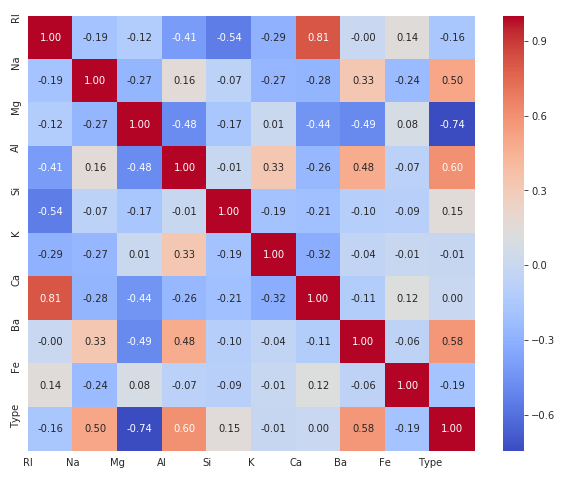 RI 1.00 -0.19 -0.12 -0.41 -0.54 -0.29 0.81 -0.00 0.14 -0.16
Na -0.19 1.00 -0.27 0.16 -0.07 -0.27 -0.28 0.33 -0.24 0.50
Mg -0.12 -0.27 1.00 -0.48 -0.17 0.01 -0.44 -0.49 0.08 -0.74
Al -0.41 0.16 -0.48 1.00 -0.01 0.33 -0.26 0.48 -0.07 0.60
Si -0.54 -0.07 -0.17 -0.01 1.00 -0.19 -0.21 -0.10 -0.09 0.15
K -0.29 -0.27 0.01 0.33 -0.19 1.00 -0.32 -0.04 -0.01 -0.01
Ca 0.81 -0.28 -0.44 -0.26 -0.21 -0.32 1.00 -0.11 0.12 0.00
Ba -0.00 0.33 -0.49 0.48 -0.10 -0.04 -0.11 1.00 -0.06 0.58
Fe 0.14 -0.24 0.08 -0.07 -0.09 -0.01 0.12 -0.06 1.00 -0.19
Type -0.16 0.50 -0.74 0.60 0.15 -0.01 0.00 0.58 -0.19 1.00
RI Na Mg Al Si K Ca Ba Fe Type
0.9
0.6
0.3
0.0
-0.3
-0.6